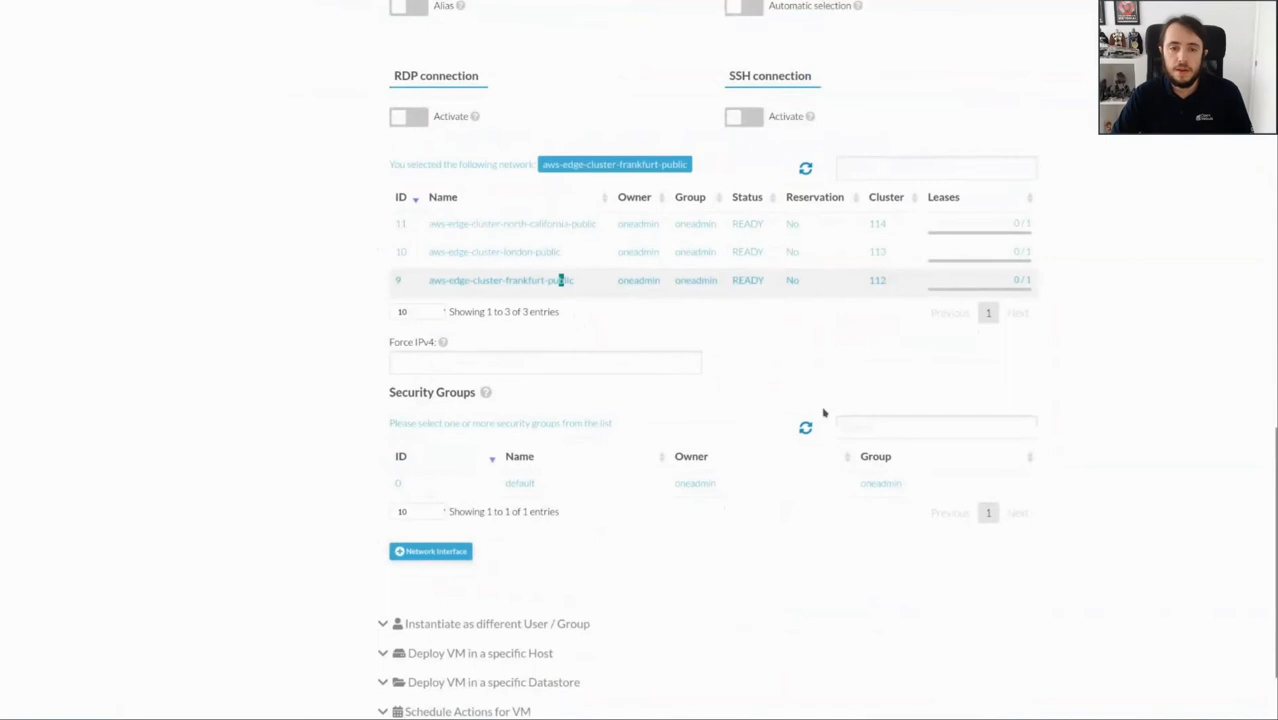 Alias
Automatic selection
RDP connection
SSH connection
Activate
Activate
You selected the following network: aws-edge-cluster-frankfurt-public
ID Name Owner Group Status Reservation Cluster Leases
11 aws-edge-cluster-north-california-public oneadmin oneadmin READY No 114 0 / 1
10 aws-edge-cluster-london-public oneadmin oneadmin READY No 113 0 / 1
9 aws-edge-cluster-frankfurt-public oneadmin oneadmin READY No 112 0 / 1
10 Showing 1 to 3 of 3 entries
Previous 1 Next
Force IPv4:
Security Groups
Please select one or more security groups from the list
ID Name Owner Group
0 default oneadmin oneadmin
10 Showing 1 to 1 of 1 entries
Previous 1 Next
Network Interface
Instantiate as different User / Group
Deploy VM in a specific Host
Deploy VM in a specific Datastore
Schedule Actions for VM